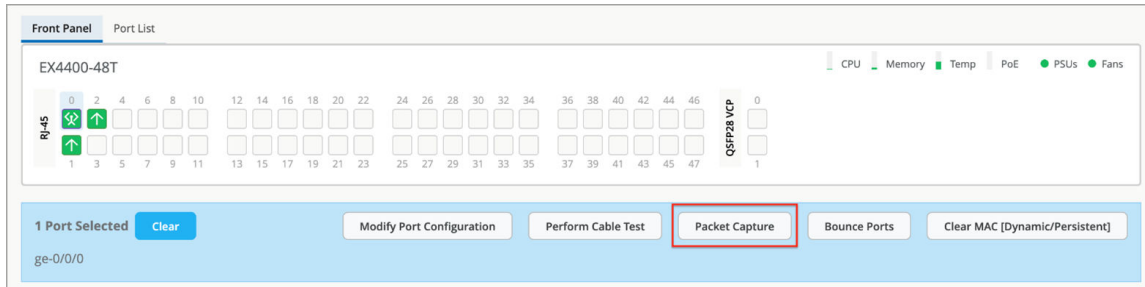 Front Panel Port List
EX4400-48T
CPU Memory Temp PoE PSUs Fans
0 2 4 6 8 10 12 14 16 18 20 22 24 26 28 30 32 34 36 38 40 42 44 46 0
RJ-45
QSFP28 VCP
1 3 5 7 9 11 13 15 17 19 21 23 25 27 29 31 33 35 37 39 41 43 45 47 1
1 Port Selected Clear Modify Port Configuration Perform Cable Test Packet Capture Bounce Ports Clear MAC [Dynamic/Persistent]
ge-0/0/0